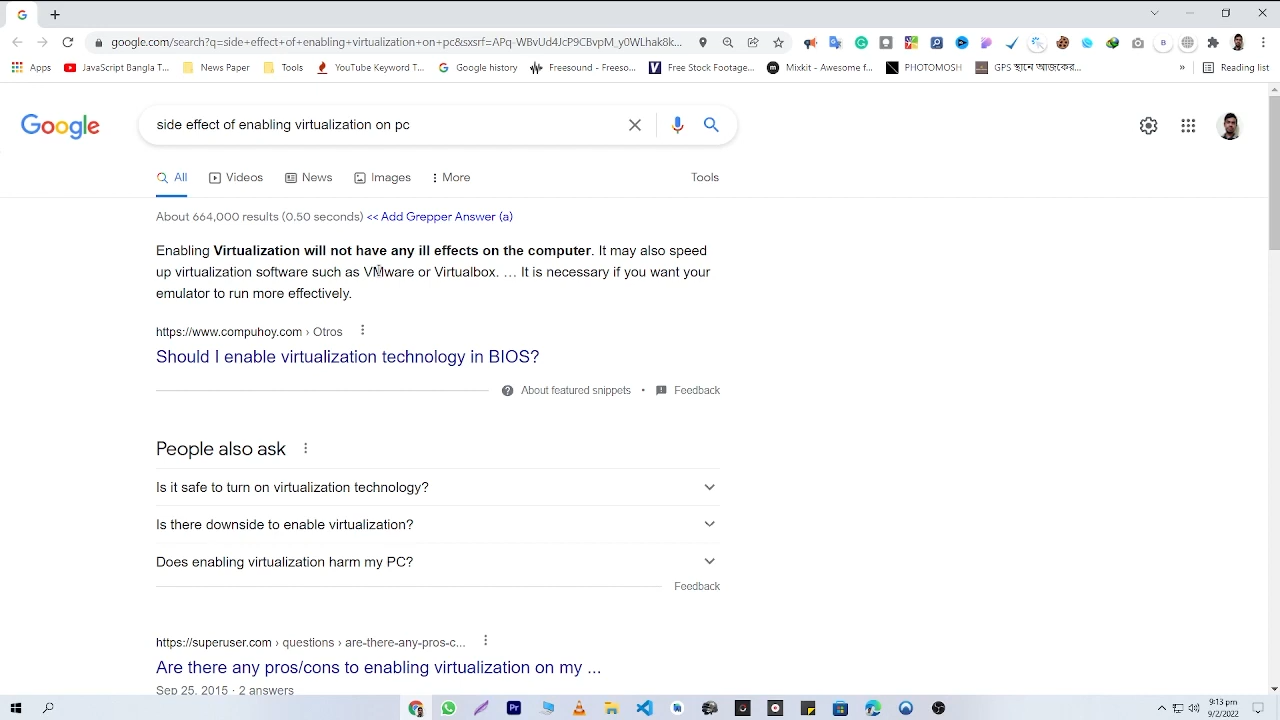 google.com/search?q=side+effect+of+enabling+virtualization+on+pc&sxsrf=APq-WBvUd4JcP9CBvpM_y0WLhak8k...
Apps JavaScript Bangla T... News Paper Tools YouTube Keyword T... Google History Freesound - Freeso... Free Stock Footage... Mixkit - Awesome f... PHOTOMOSH GPS স্থানে আজকের... » Reading list
Google side effect of enabling virtualization on pc
All Videos News Images More Tools
About 664,000 results (0.50 seconds) << Add Grepper Answer (a)
Enabling Virtualization will not have any ill effects on the computer. It may also speed
up virtualization software such as VMware or Virtualbox. … It is necessary if you want your
emulator to run more effectively.
https://www.compuhoy.com › Otros
Should I enable virtualization technology in BIOS?
About featured snippets • Feedback
People also ask
Is it safe to turn on virtualization technology?
Is there downside to enable virtualization?
Does enabling virtualization harm my PC?
Feedback
https://superuser.com › questions › are-there-any-pros-c...
Are there any pros/cons to enabling virtualization on my ...
Sep 25, 2015 · 2 answers
9:13 pm
9/2/2022